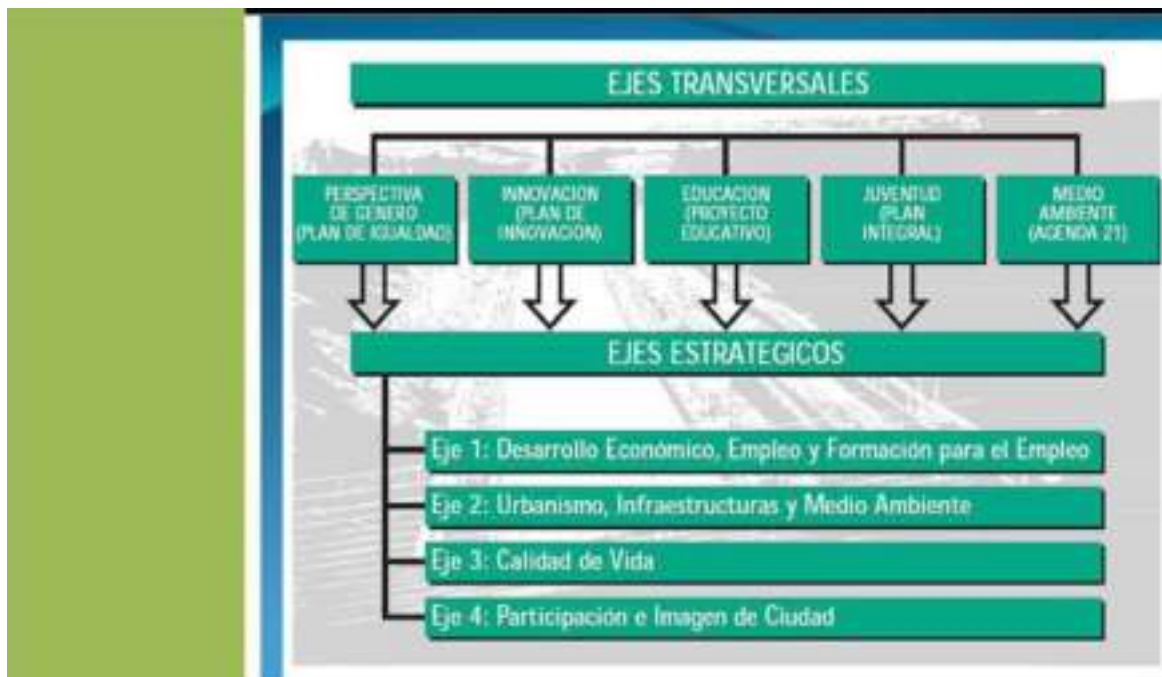 EJES TRANSVERSALES
PERSPECTIVA
DE GENERO
(PLAN DE IGUALDAD)
INNOVACION
(PLAN DE
INNOVACIÓN)
EDUCACION
(PROYECTO
EDUCATIVO)
JUVENTUD
(PLAN
INTEGRAL)
MEDIO
AMBIENTE
(AGENDA 21)
EJES ESTRATEGICOS
Eje 1: Desarrollo Económico, Empleo y Formación para el Empleo
Eje 2: Urbanismo, Infraestructuras y Medio Ambiente
Eje 3: Calidad de Vida
Eje 4: Participación e Imagen de Ciudad